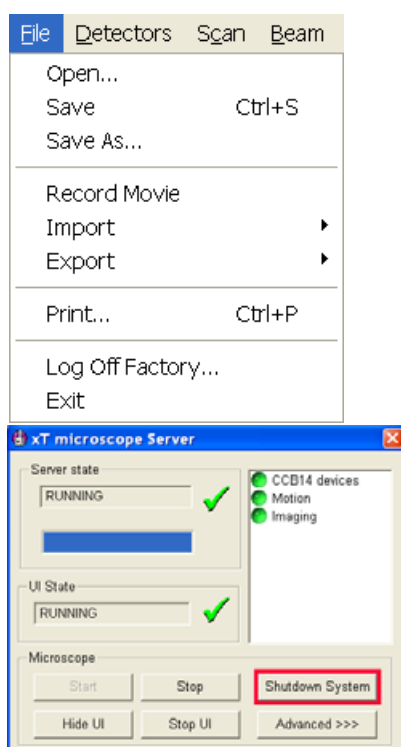 File Detectors Scan Beam
Open...
Save Ctrl+S
Save As...
Record Movie
Import
Export
Print... Ctrl+P
Log Off Factory...
Exit
xT microscope Server
Server state
RUNNING
CCB14 devices
Motion
Imaging
UI State
RUNNING
Microscope
Start Stop Shutdown System
Hide UI Stop UI Advanced >>>